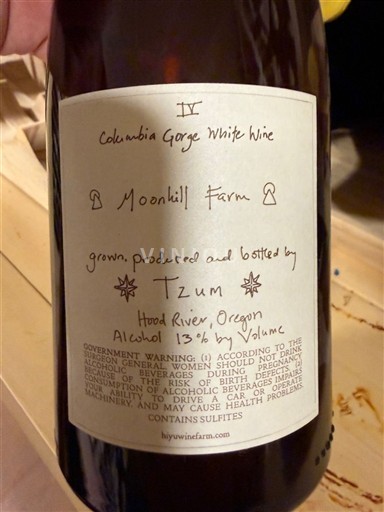 IV
Columbia Gorge White Wine
Moonhill Farm
grown, produced and bottled by
Tzum
Hood River, Oregon
Alcohol 13% by Volume
GOVERNMENT WARNING: (1) ACCORDING TO THE
SURGEON GENERAL, WOMEN SHOULD NOT DRINK
ALCOHOLIC BEVERAGES DURING PREGNANCY
BECAUSE OF THE RISK OF BIRTH DEFECTS. (2)
CONSUMPTION OF ALCOHOLIC BEVERAGES IMPAIRS
YOUR ABILITY TO DRIVE A CAR OR OPERATE
MACHINERY, AND MAY CAUSE HEALTH PROBLEMS.
CONTAINS SULFITES
hiyuwinefarm.com